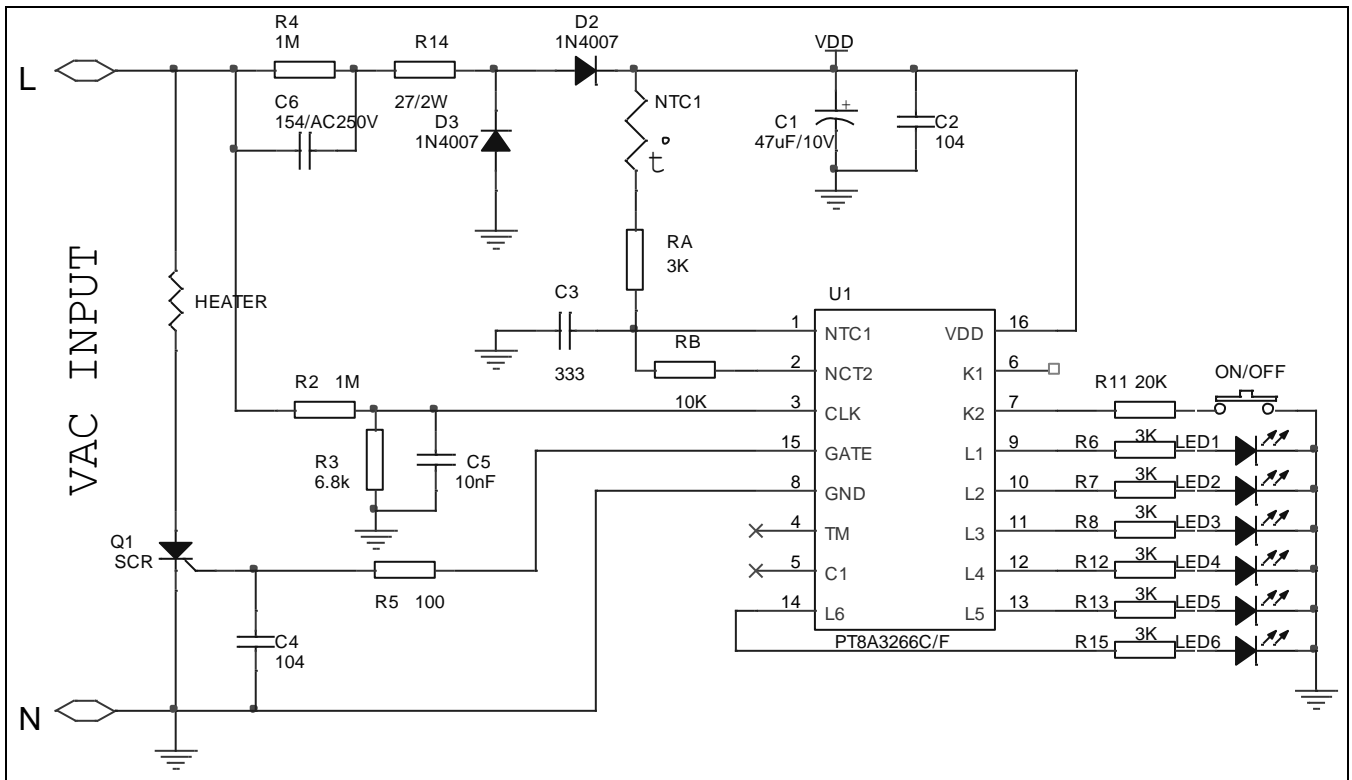 R4
1M
R14
D2
1N4007
VDD
L
C6
154/AC250V
27/2W
D3
1N4007
NTC1
t°
C1
+
47uF/10V
C2
104
RA
3K
VAC INPUT
HEATER
C3
333
RB
U1
1 NTC1
VDD 16
2 NCT2
K1 6
R2 1M
10K
3 CLK
K2 7
R11 20K
ON/OFF
R3
6.8k
C5
10nF
15 GATE
L1 9
R6 3K LED1
8 GND
L2 10
R7 3K LED2
4 TM
L3 11
R8 3K LED3
Q1
SCR
5 C1
L4 12
R12 3K LED4
R5 100
14 L6
L5 13
R13 3K LED5
C4
104
PT8A3266C/F
R15 3K LED6
N